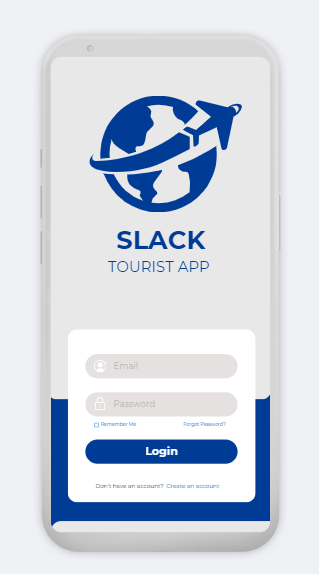 SLACK
TOURIST APP
Email
Password
Remember Me Forgot Password?
Login
Don't have an account? Create an account